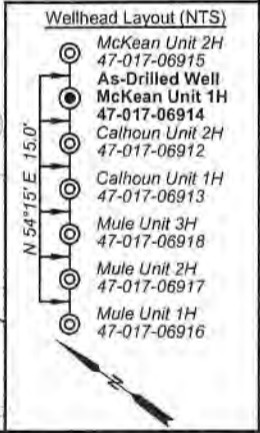 Wellhead Layout (NTS)
McKean Unit 2H
47-017-06915
As-Drilled Well
McKean Unit 1H
47-017-06914
Calhoun Unit 2H
47-017-06912
Calhoun Unit 1H
47-017-06913
Mule Unit 3H
47-017-06918
Mule Unit 2H
47-017-06917
Mule Unit 1H
47-017-06916
N 54°15' E 15.0'
N